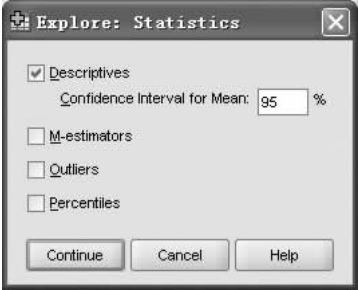 Explore: Statistics
Descriptives
Confidence Interval for Mean: 95 %
M-estimators
Outliers
Percentiles
Continue Cancel Help